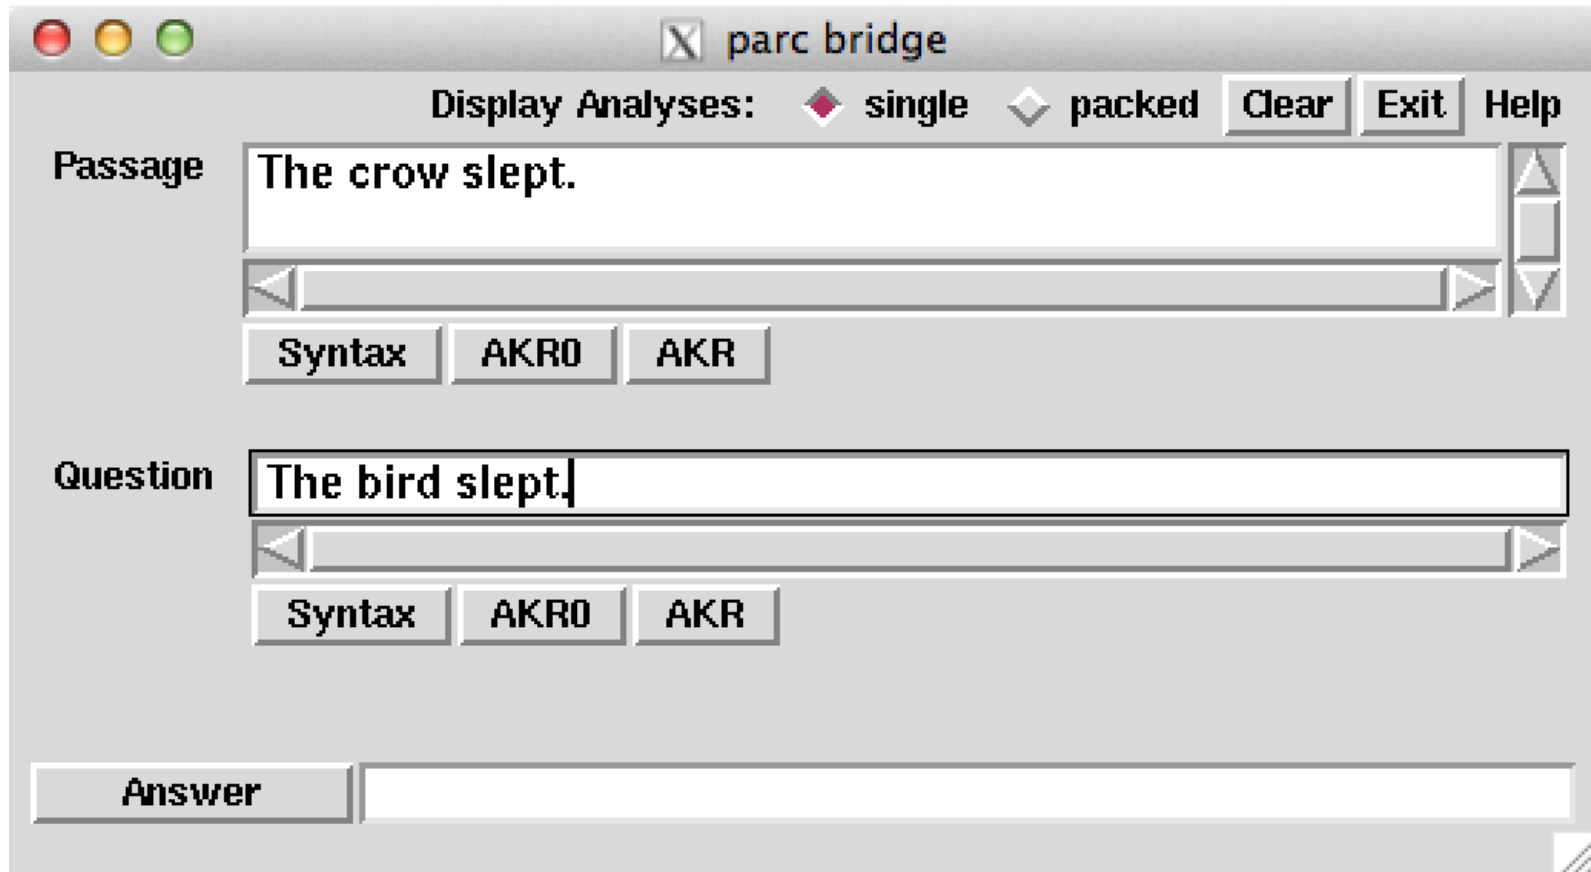 X parc bridge
Display Analyses: single packed Clear Exit Help
Passage The crow slept.
Syntax AKR0 AKR
Question The bird slept.
Syntax AKR0 AKR
Answer